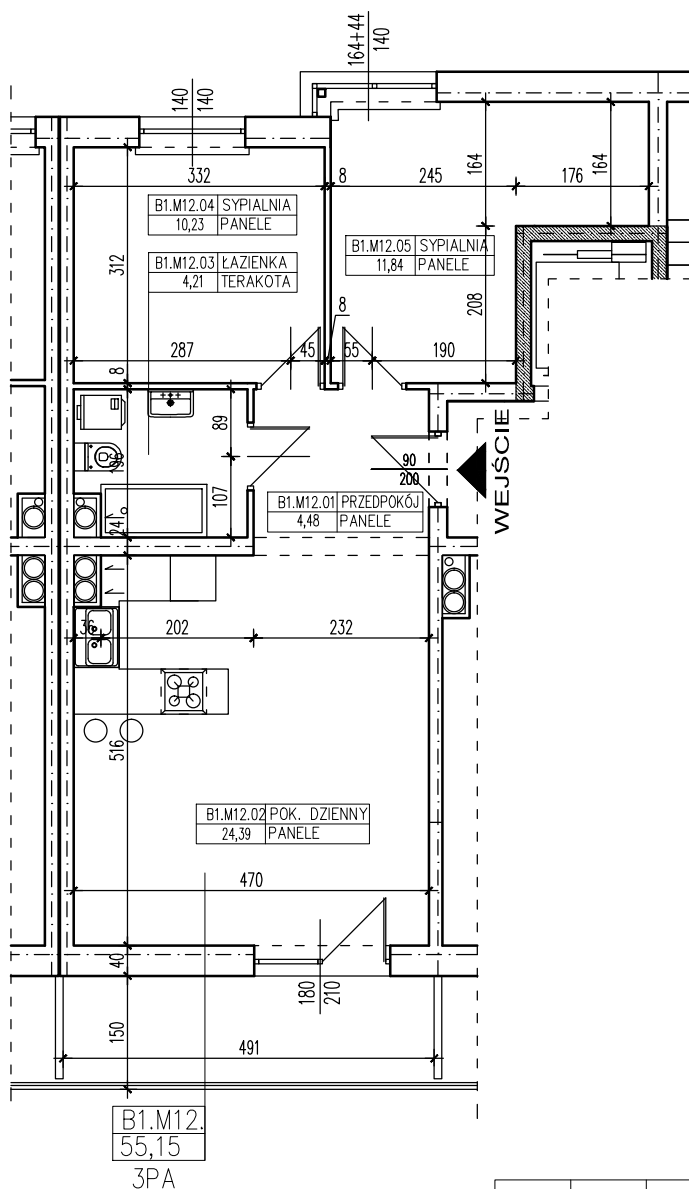 164+44
140
140
140
332
8
245
176
164
164
B1.M12.04 SYPIALNIA
10,23 PANELE
B1.M12.05 SYPIALNIA
11,84 PANELE
B1.M12.03 ŁAZIENKA
4,21 TERAKOTA
312
208
8
287
45
55
190
8
89
196
107
24
90
200
WEJŚCIE
B1.M12.01 PRZEDPOKÓJ
4,48 PANELE
36
202
232
516
B1.M12.02 POK. DZIENNY
24,39 PANELE
470
40
180
210
150
491
B1.M12.
55,15
3PA